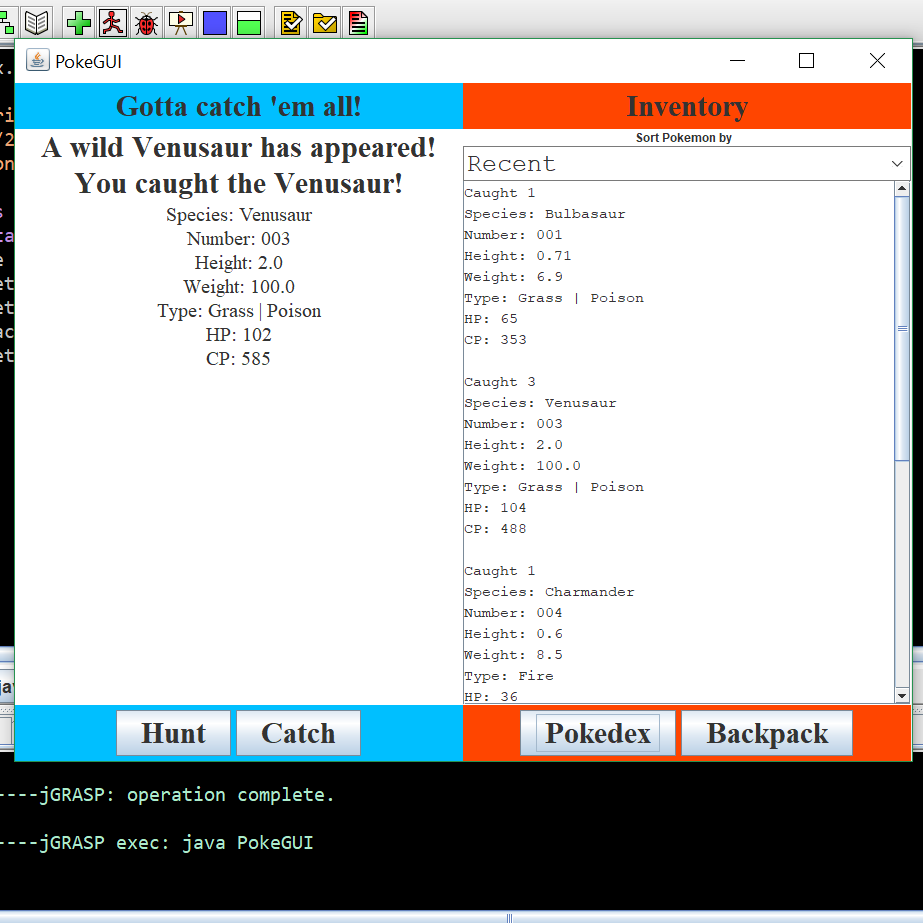 PokeGUI
Gotta catch 'em all!
A wild Venusaur has appeared!
You caught the Venusaur!
Species: Venusaur
Number: 003
Height: 2.0
Weight: 100.0
Type: Grass | Poison
HP: 102
CP: 585
Hunt
Catch
Inventory
Sort Pokemon by
Recent
Caught 1
Species: Bulbasaur
Number: 001
Height: 0.71
Weight: 6.9
Type: Grass | Poison
HP: 65
CP: 353
Caught 3
Species: Venusaur
Number: 003
Height: 2.0
Weight: 100.0
Type: Grass | Poison
HP: 104
CP: 488
Caught 1
Species: Charmander
Number: 004
Height: 0.6
Weight: 8.5
Type: Fire
HP: 36
Pokedex
Backpack
----jGRASP: operation complete.
----jGRASP exec: java PokeGUI